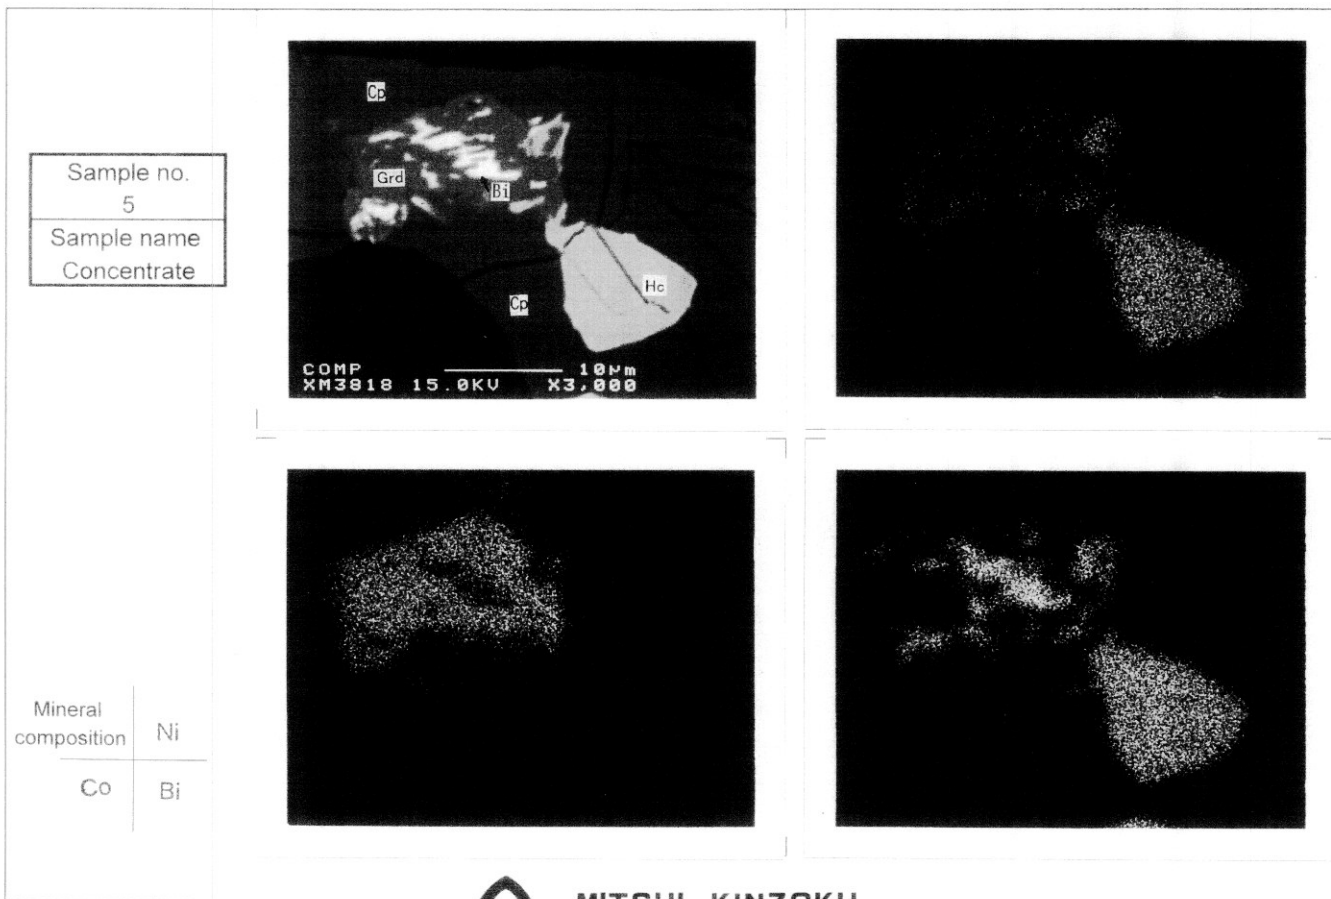 Sample no.
5
Sample name
Concentrate
Cp
Grd
Bi
Hc
Cp
COMP 10µm
XM3818 15.0KV X3,000
Mineral
composition
Ni
Co
Bi
MITSUI KINZOKU